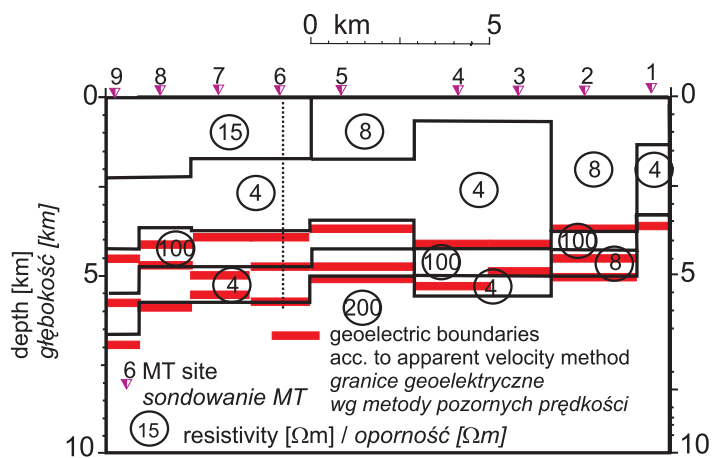 0 km 5
9 8 7 6 5 4 3 2 1
0 0
15 8
8 4
4 4
100 100 100
5 5
4 4 8
200
depth [km]
głębokość [km]
geoelectric boundaries
acc. to apparent velocity method
granice geoelektryczne
wg metody pozornych prędkości
6 MT site
sondowanie MT
15 resistivity [Ωm] / oporność [Ωm]
10 10